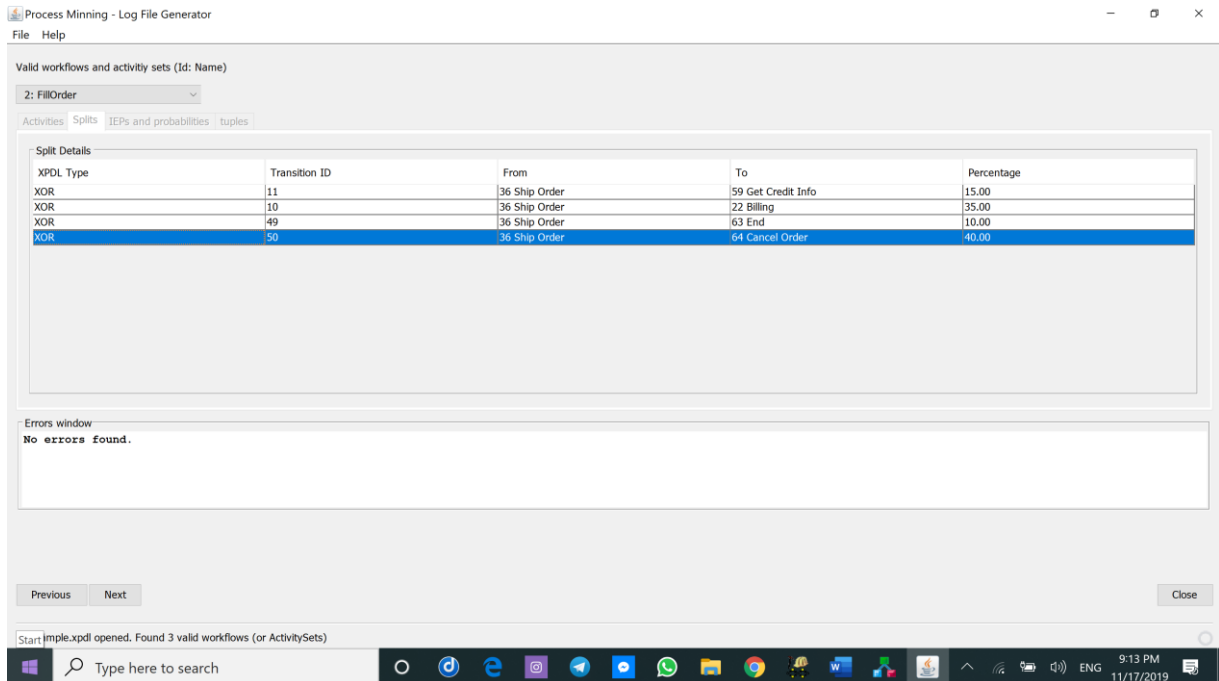 Process Minning - Log File Generator
File Help
Valid workflows and activitiy sets (Id: Name)
2: FillOrder
Activities Splits IEPs and probabilities tuples
Split Details
XPDL Type Transition ID From To Percentage
XOR 11 36 Ship Order 59 Get Credit Info 15.00
XOR 10 36 Ship Order 22 Billing 35.00
XOR 49 36 Ship Order 63 End 10.00
XOR 50 36 Ship Order 64 Cancel Order 40.00
Errors window
No errors found.
Previous Next Close
Start mple.xpdl opened. Found 3 valid workflows (or ActivitySets)
Type here to search ENG 9:13 PM
11/17/2019